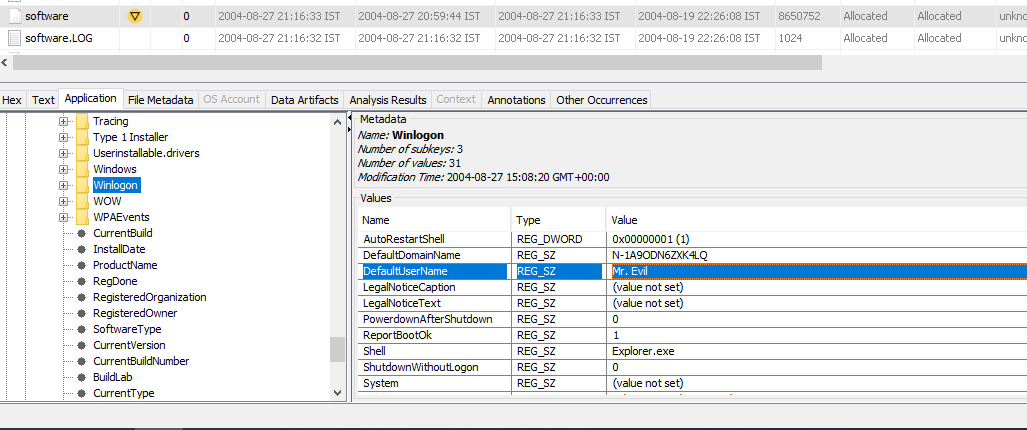 software 0 2004-08-27 21:16:33 IST 2004-08-27 20:59:44 IST 2004-08-27 21:16:33 IST 2004-08-19 22:26:08 IST 8650752 Allocated Allocated unkno
software.LOG 0 2004-08-27 21:16:32 IST 2004-08-27 21:16:32 IST 2004-08-27 21:16:32 IST 2004-08-19 22:26:08 IST 1024 Allocated Allocated unkno
Hex Text Application File Metadata OS Account Data Artifacts Analysis Results Context Annotations Other Occurrences
Tracing
Type 1 Installer
Userinstallable.drivers
Windows
Winlogon
WOW
WPAEvents
CurrentBuild
InstallDate
ProductName
RegDone
RegisteredOrganization
RegisteredOwner
SoftwareType
CurrentVersion
CurrentBuildNumber
BuildLab
CurrentType
Metadata
Name: Winlogon
Number of subkeys: 3
Number of values: 31
Modification Time: 2004-08-27 15:08:20 GMT+00:00
Values
Name Type Value
AutoRestartShell REG_DWORD 0x00000001 (1)
DefaultDomainName REG_SZ N-1A9ODN6ZXK4LQ
DefaultUserName REG_SZ Mr. Evil
LegalNoticeCaption REG_SZ (value not set)
LegalNoticeText REG_SZ (value not set)
PowerdownAfterShutdown REG_SZ 0
ReportBootOk REG_SZ 1
Shell REG_SZ Explorer.exe
ShutdownWithoutLogon REG_SZ 0
System REG_SZ (value not set)